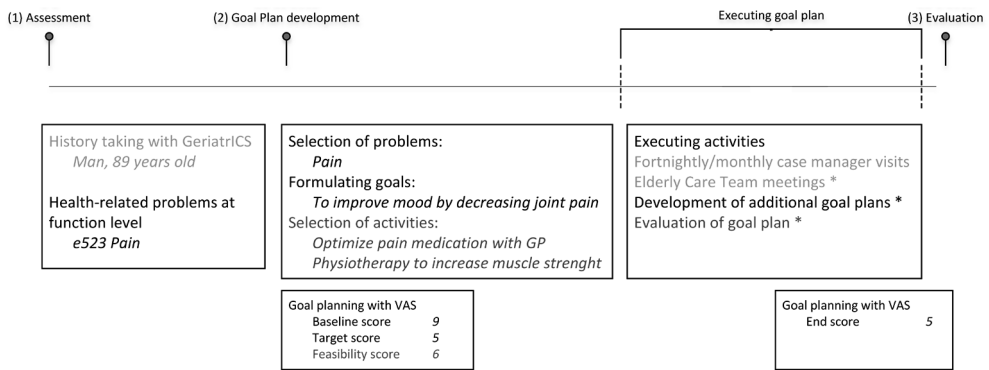 (1) Assessment
(2) Goal Plan development
Executing goal plan
(3) Evaluation
History taking with GeriatrICS
Man, 89 years old
Health-related problems at
function level
e523 Pain
Selection of problems:
Pain
Formulating goals:
To improve mood by decreasing joint pain
Selection of activities:
Optimize pain medication with GP
Physiotherapy to increase muscle strenght
Executing activities
Fortnightly/monthly case manager visits
Elderly Care Team meetings *
Development of additional goal plans *
Evaluation of goal plan *
Goal planning with VAS
Baseline score 9
Target score 5
Feasibility score 6
Goal planning with VAS
End score 5